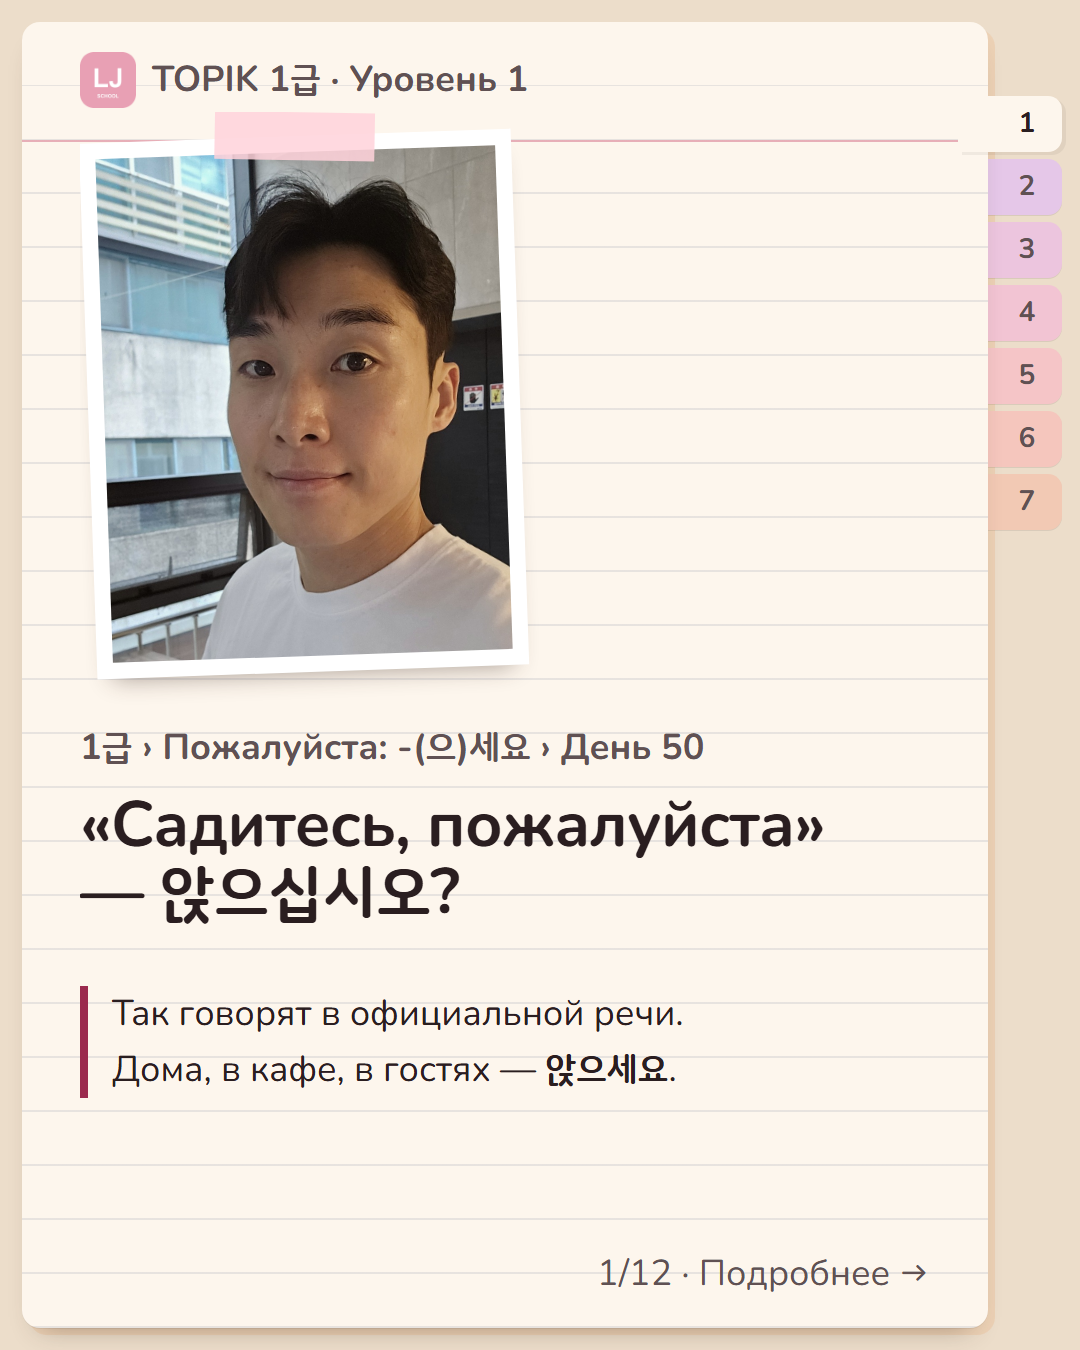 LJ
SCHOOL
TOPIK 1급 · Уровень 1
1
2
3
4
5
6
7
1급 › Пожалуйста: -(으)세요 › День 50
«Садитесь, пожалуйста»
— 앉으십시오?
Так говорят в официальной речи.
Дома, в кафе, в гостях — 앉으세요.
1/12 · Подробнее →